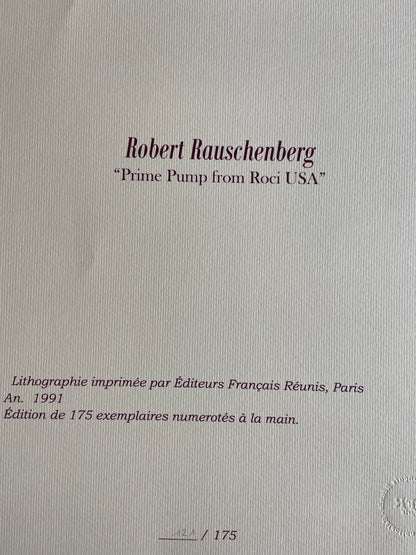 Robert Rauschenberg
“Prime Pump from Roci USA”
Lithographie imprimée par Éditeurs Français Réunis, Paris
An. 1991
Édition de 175 exemplaires numerotés à la main.
121 / 175